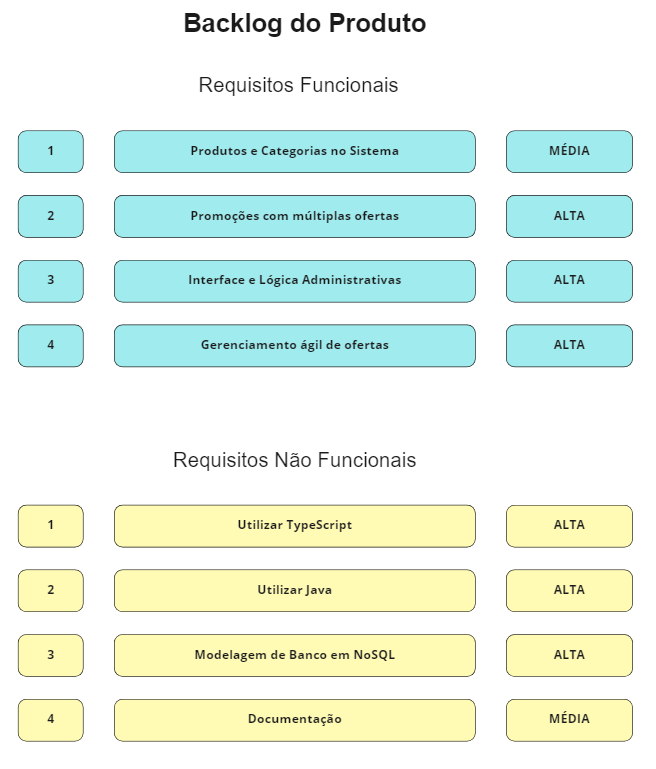 Backlog do Produto
Requisitos Funcionais
1 Produtos e Categorias no Sistema MÉDIA
2 Promoções com múltiplas ofertas ALTA
3 Interface e Lógica Administrativas ALTA
4 Gerenciamento ágil de ofertas ALTA
Requisitos Não Funcionais
1 Utilizar TypeScript ALTA
2 Utilizar Java ALTA
3 Modelagem de Banco em NoSQL ALTA
4 Documentação MÉDIA